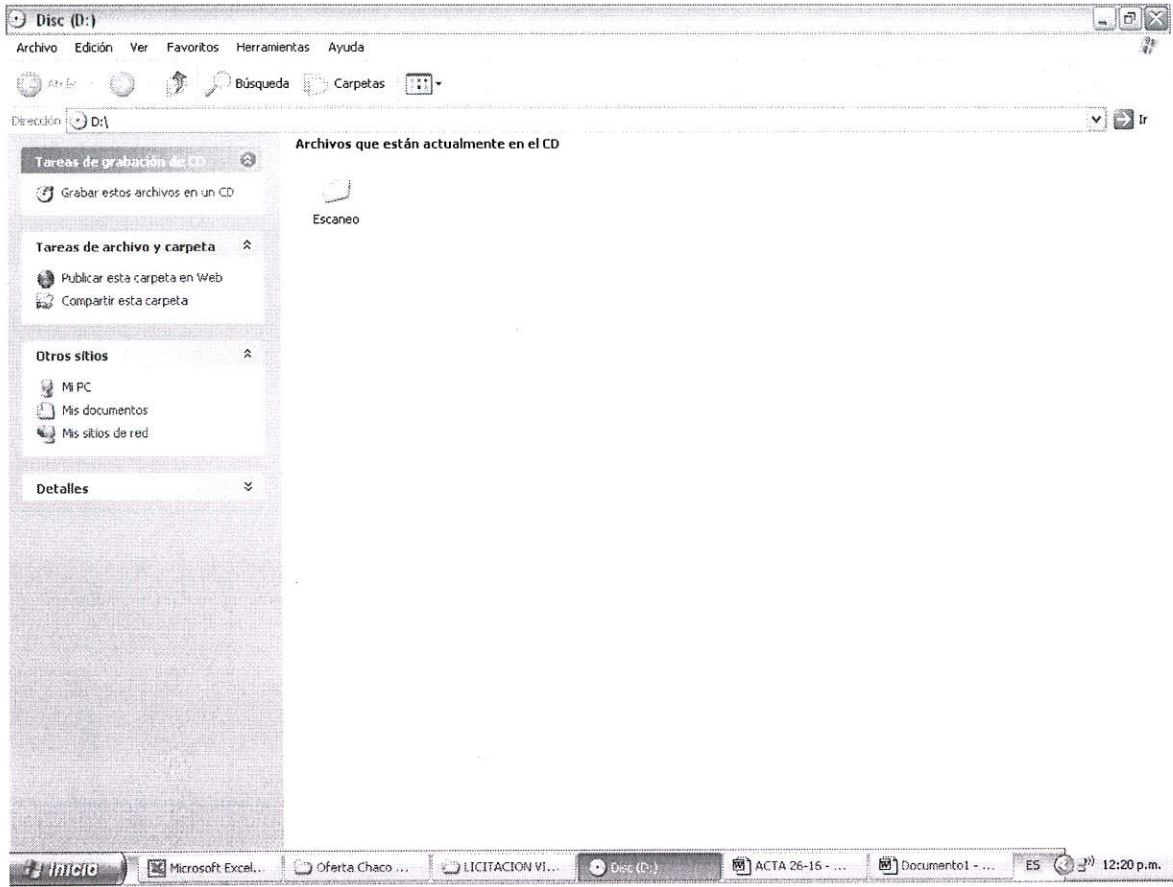 Disc (D:)
Archivo Edición Ver Favoritos Herramientas Ayuda
Búsqueda Carpetas
Dirección D:\ Ir
Archivos que están actualmente en el CD
Tareas de grabación de CD
Grabar estos archivos en un CD
Escaneo
Tareas de archivo y carpeta
Publicar esta carpeta en Web
Compartir esta carpeta
Otros sitios
Mi PC
Mis documentos
Mis sitios de red
Detalles
Inicio Microsoft Excel... Oferta Chaco ... LICITACION VI... Disc (D:) ACTA 26-16 - ... Documento1 - ... ES 12:20 p.m.